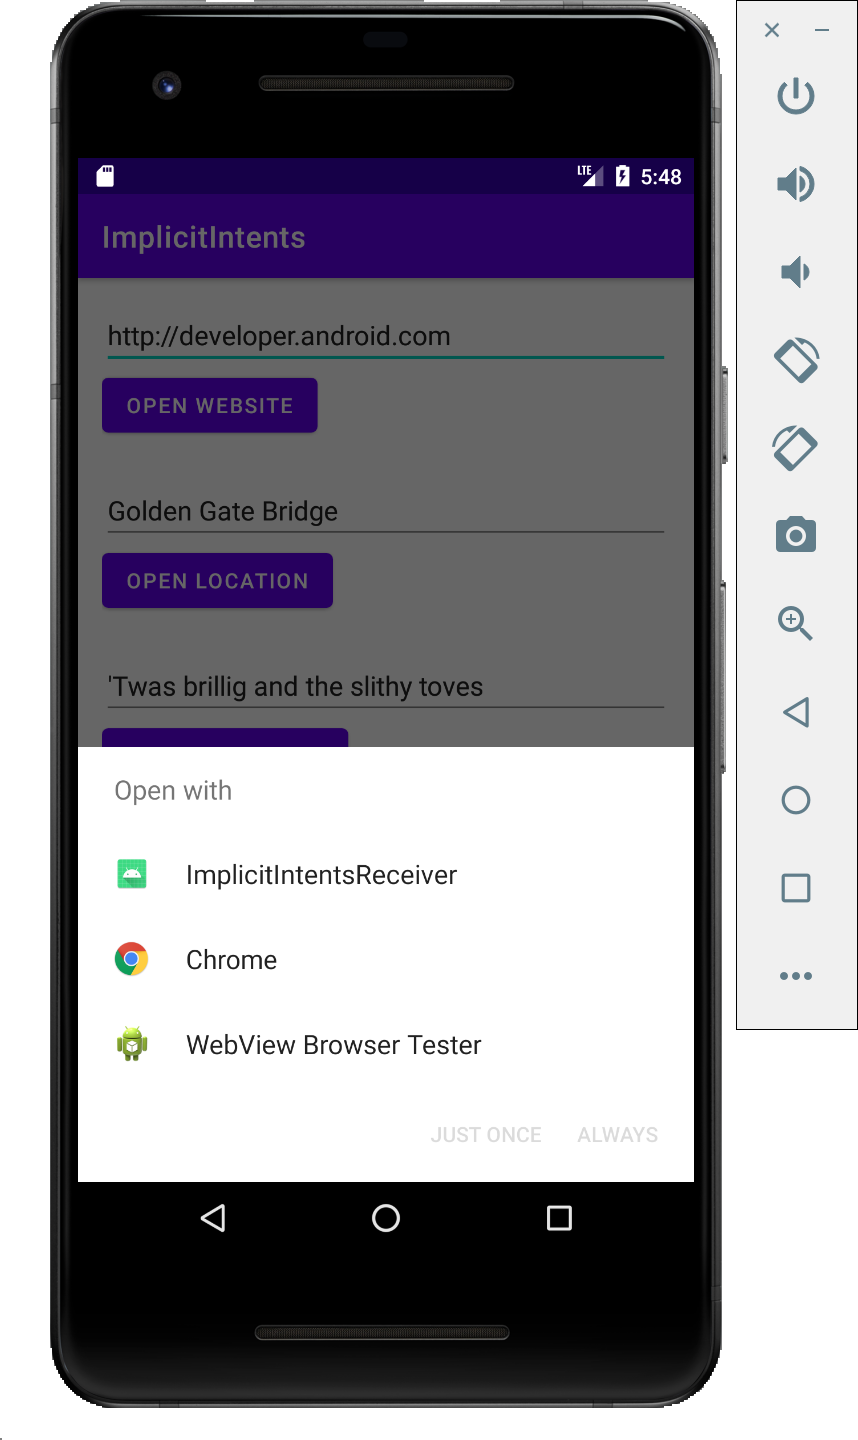 LTE 5:48
ImplicitIntents
http://developer.android.com
OPEN WEBSITE
Golden Gate Bridge
OPEN LOCATION
'Twas brillig and the slithy toves
Open with
ImplicitIntentsReceiver
Chrome
WebView Browser Tester
JUST ONCE ALWAYS